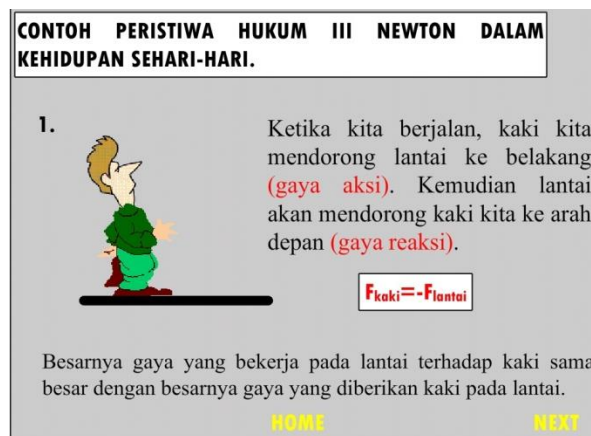 CONTOH PERISTIWA HUKUM III NEWTON DALAM
KEHIDUPAN SEHARI-HARI.
1.
Ketika kita berjalan, kaki kita
mendorong lantai ke belakang
(gaya aksi). Kemudian lantai
akan mendorong kaki kita ke arah
depan (gaya reaksi).
Fkaki=-Flantai
Besarnya gaya yang bekerja pada lantai terhadap kaki sama
besar dengan besarnya gaya yang diberikan kaki pada lantai.
HOME
NEXT